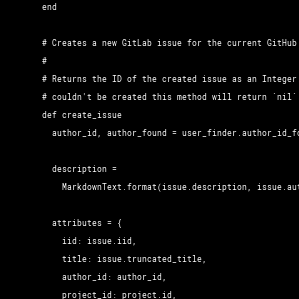 end
# Creates a new GitLab issue for the current GitHub
#
# Returns the ID of the created issue as an Integer
# couldn't be created this method will return `nil`
def create_issue
author_id, author_found = user_finder.author_id_fo
description =
MarkdownText.format(issue.description, issue.aut
attributes = {
iid: issue.iid,
title: issue.truncated_title,
author_id: author_id,
project_id: project.id,